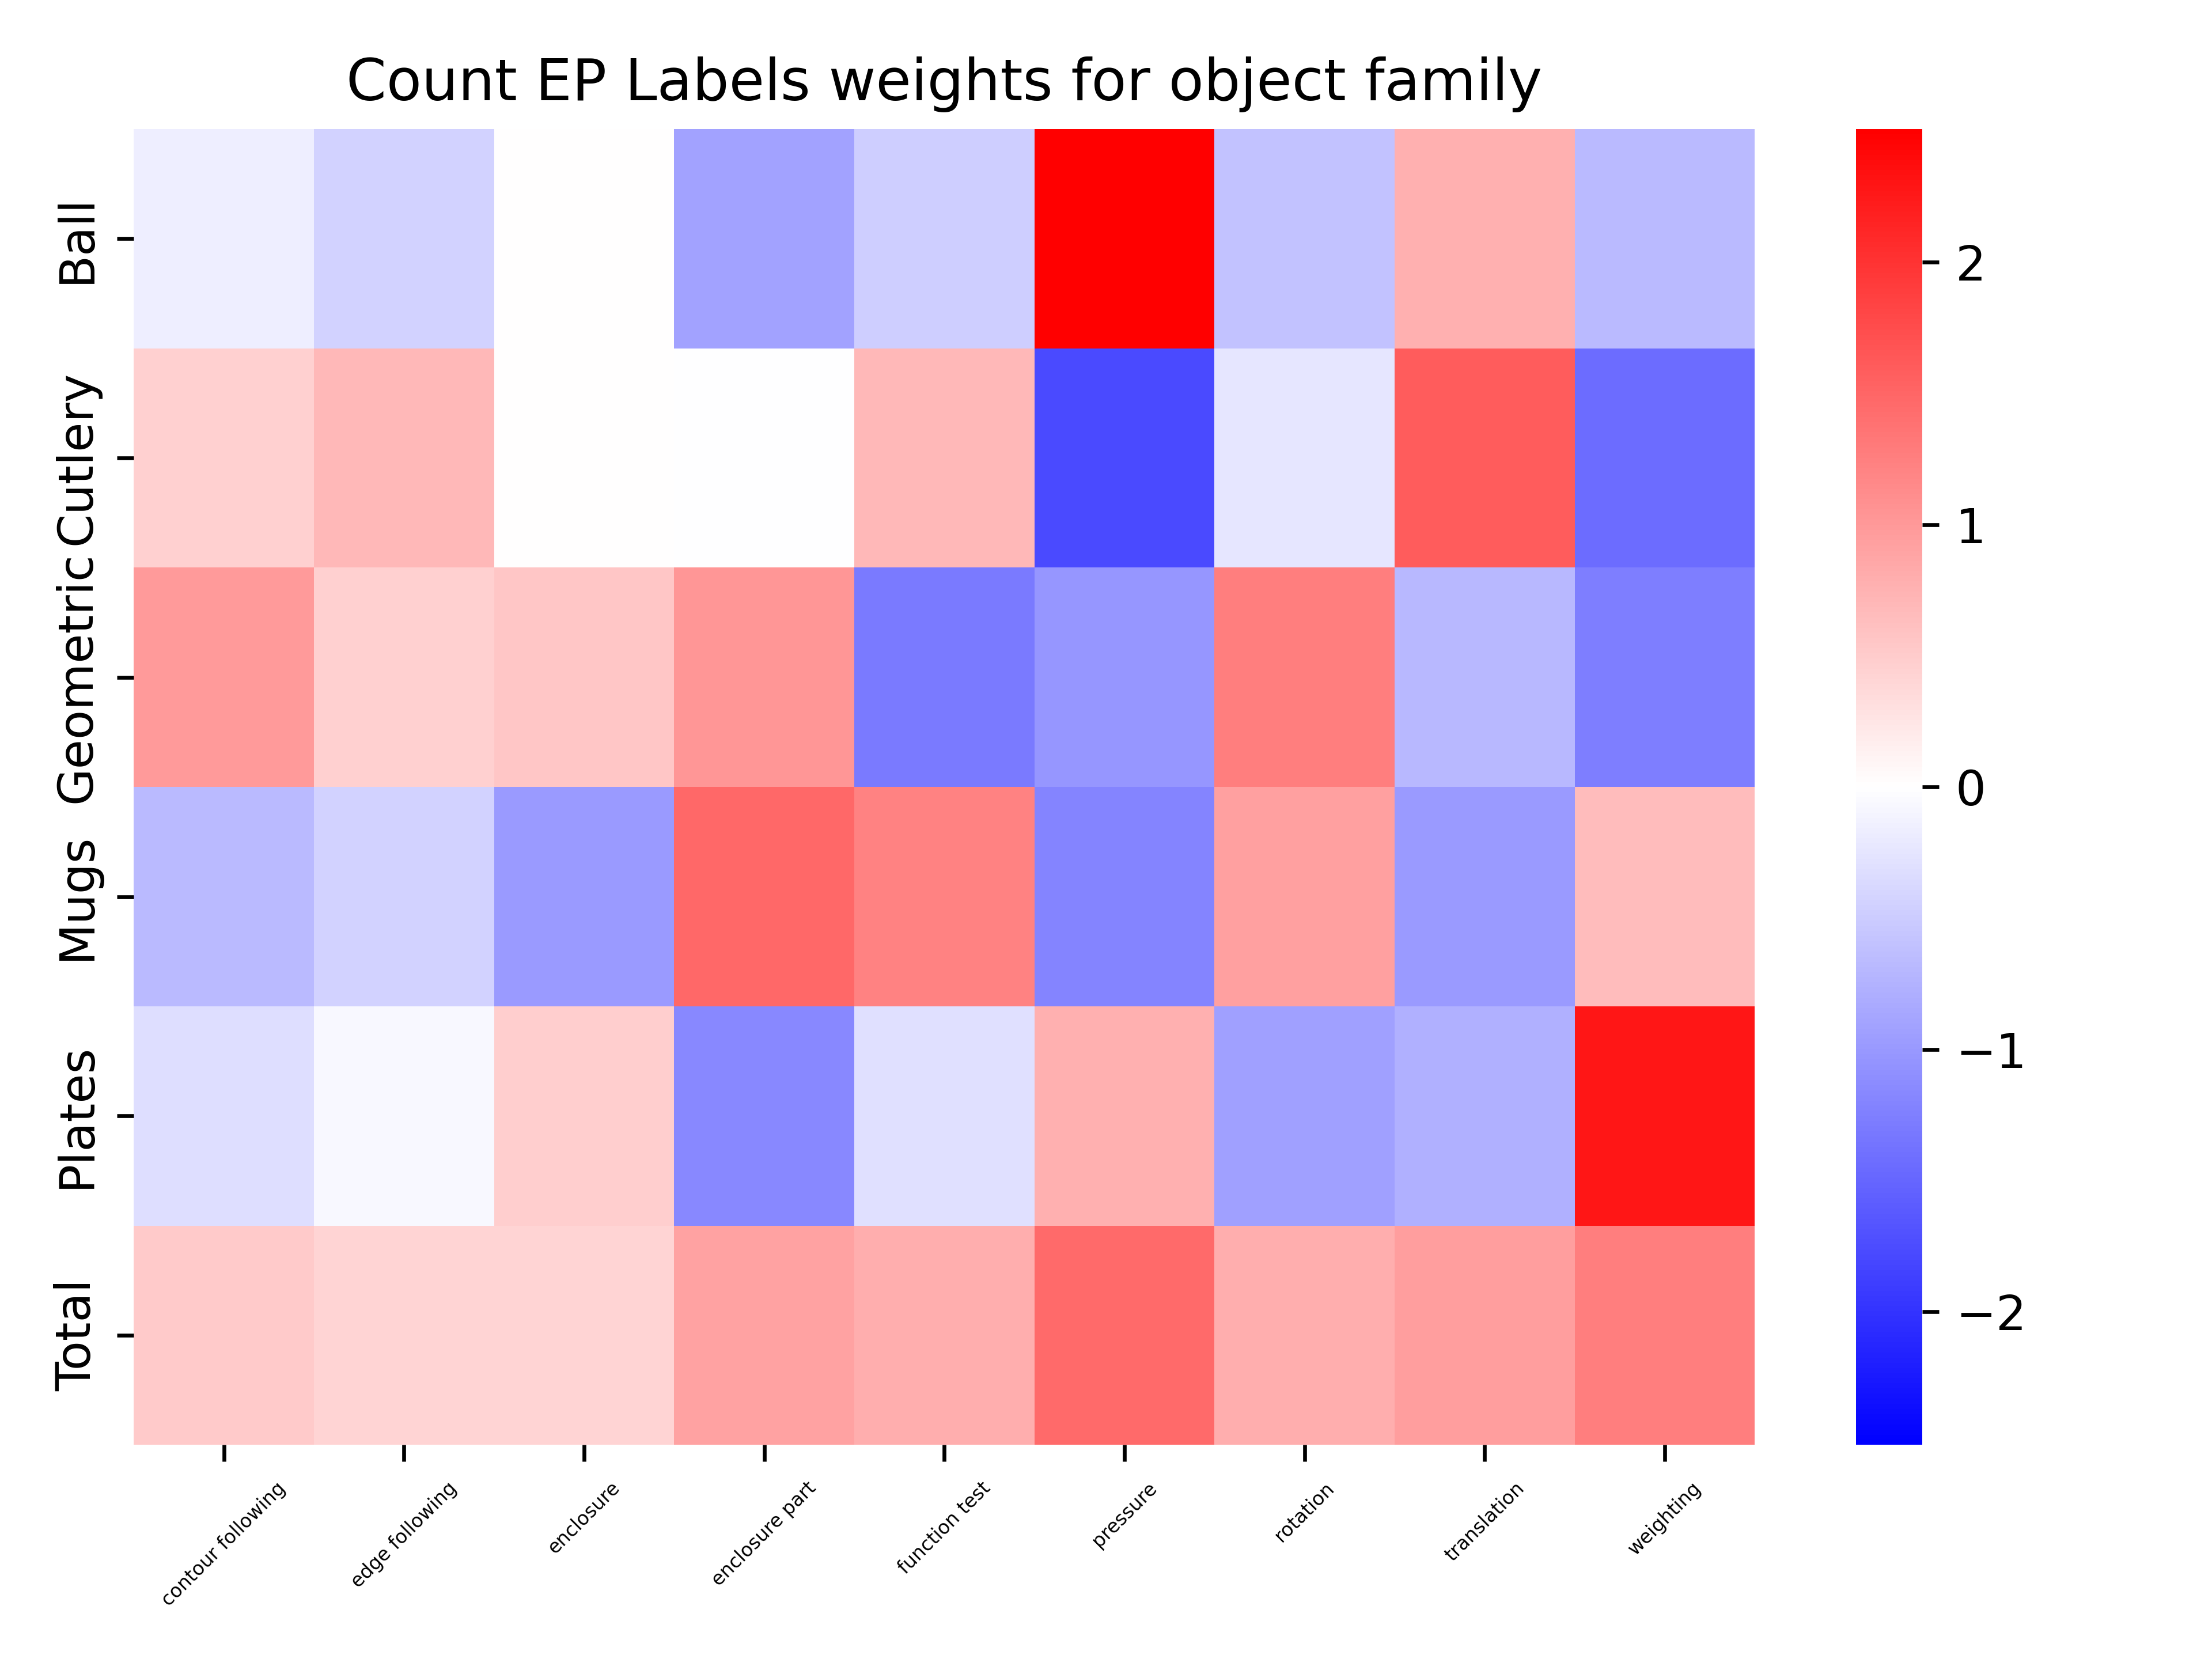 Count EP Labels weights for object family
Ball
Cutlery
Geometric
Mugs
Plates
Total
contour following
edge following
enclosure
enclosure part
function test
pressure
rotation
translation
weighting
2
1
0
−1
−2